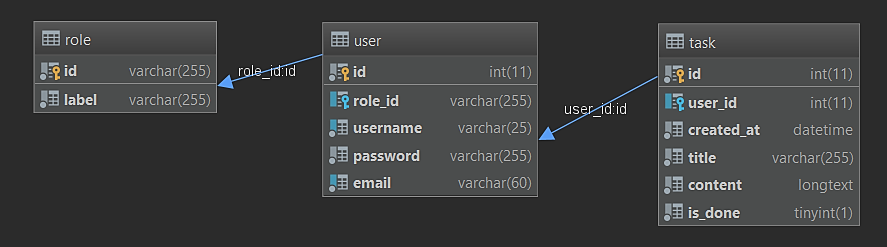 role
id varchar(255)
label varchar(255)
role_id:id
user
id int(11)
role_id varchar(255)
username varchar(25)
password varchar(255)
email varchar(60)
user_id:id
task
id int(11)
user_id int(11)
created_at datetime
title varchar(255)
content longtext
is_done tinyint(1)